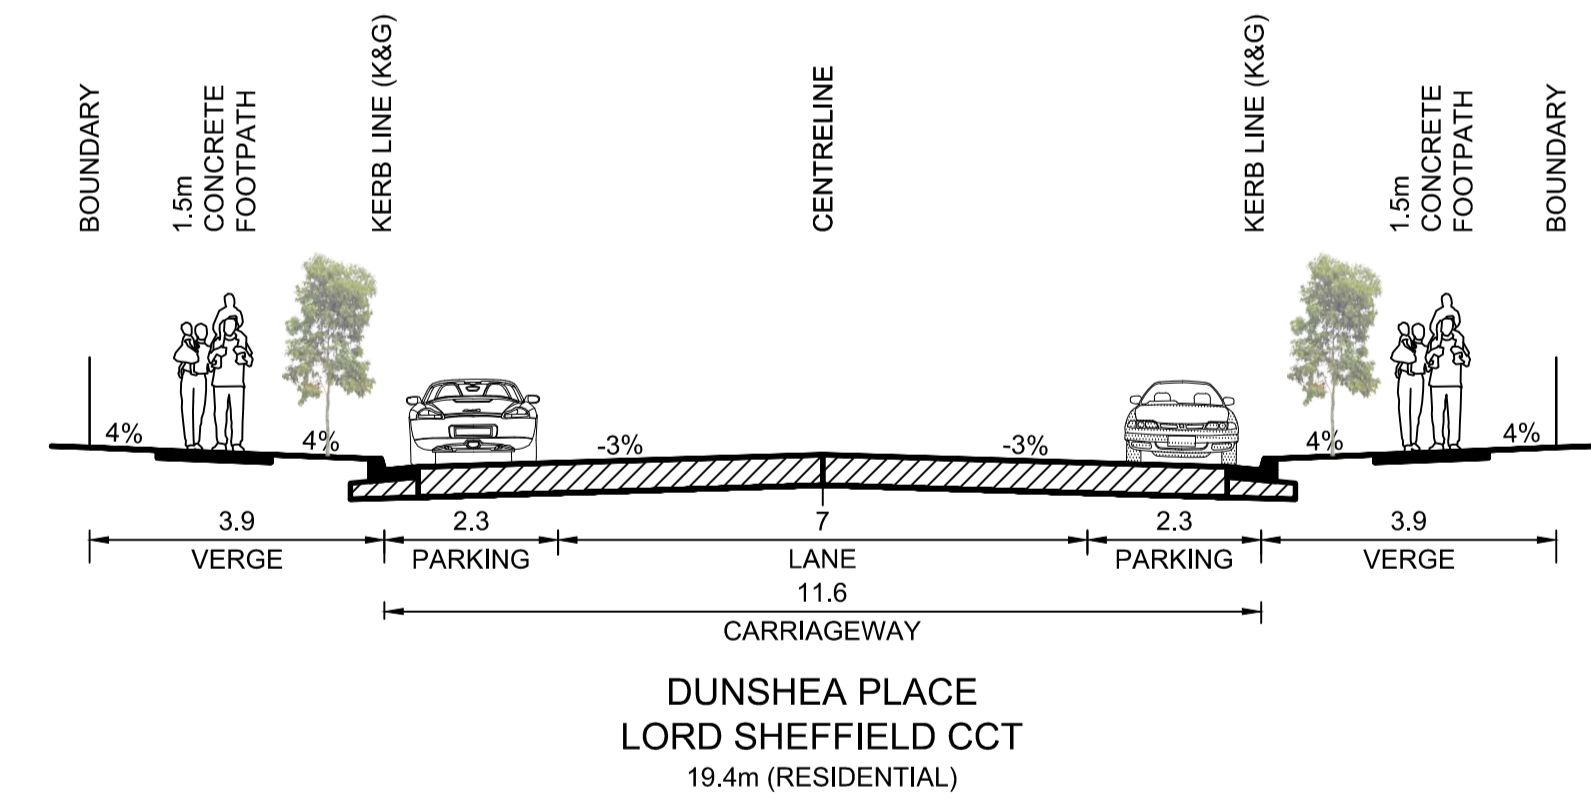 BOUNDARY
1.5m
CONCRETE
FOOTPATH
KERB LINE (K&G)
CENTRELINE
KERB LINE (K&G)
1.5m
CONCRETE
FOOTPATH
BOUNDARY
4%
4%
-3%
-3%
4%
4%
3.9
2.3
7
2.3
3.9
VERGE
PARKING
LANE
PARKING
VERGE
11.6
CARRIAGEWAY
DUNSHEA PLACE
LORD SHEFFIELD CCT
19.4m (RESIDENTIAL)